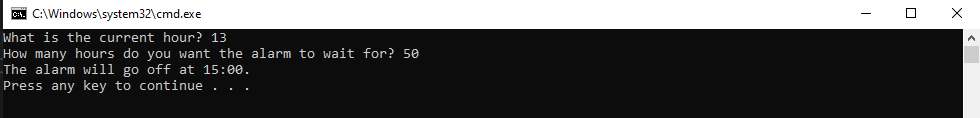 C:\Windows\system32\cmd.exe
What is the current hour? 13
How many hours do you want the alarm to wait for? 50
The alarm will go off at 15:00.
Press any key to continue . . .